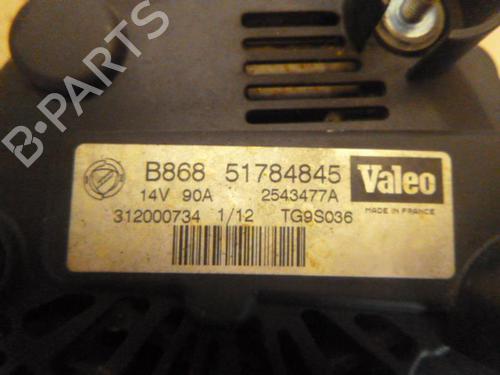 B-PARTS
B868 51784845
14V 90A 2543477A
312000734 1/12 TG9S036
Valeo
MADE IN FRANCE